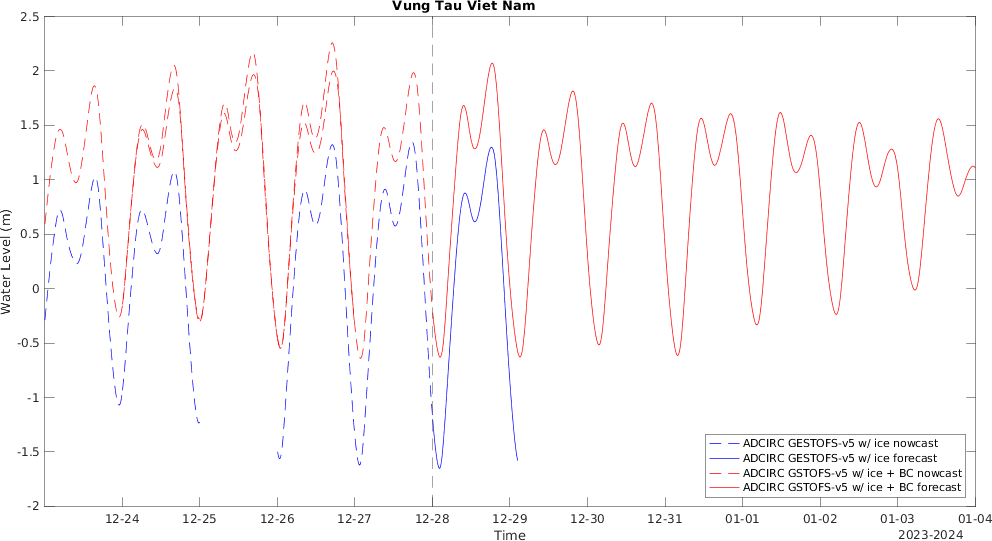 Vung Tau Viet Nam
2.5
2
1.5
1
0.5
0
-0.5
-1
-1.5
-2
Water Level (m)
ADCIRC GESTOFS-v5 w/ ice nowcast
ADCIRC GESTOFS-v5 w/ ice forecast
ADCIRC GSTOFS-v5 w/ ice + BC nowcast
ADCIRC GSTOFS-v5 w/ ice + BC forecast
12-24 12-25 12-26 12-27 12-28 12-29 12-30 12-31 01-01 01-02 01-03 01-04
Time
2023-2024